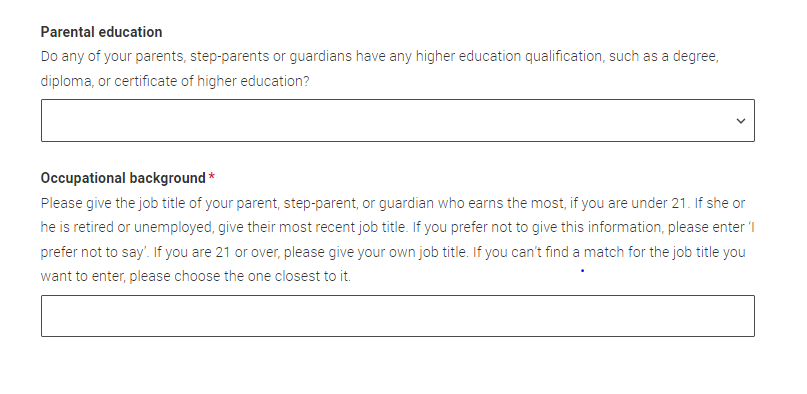 Parental education
Do any of your parents, step-parents or guardians have any higher education qualification, such as a degree,
diploma, or certificate of higher education?
Occupational background *
Please give the job title of your parent, step-parent, or guardian who earns the most, if you are under 21. If she or
he is retired or unemployed, give their most recent job title. If you prefer not to give this information, please enter 'I
prefer not to say'. If you are 21 or over, please give your own job title. If you can't find a match for the job title you
want to enter, please choose the one closest to it.